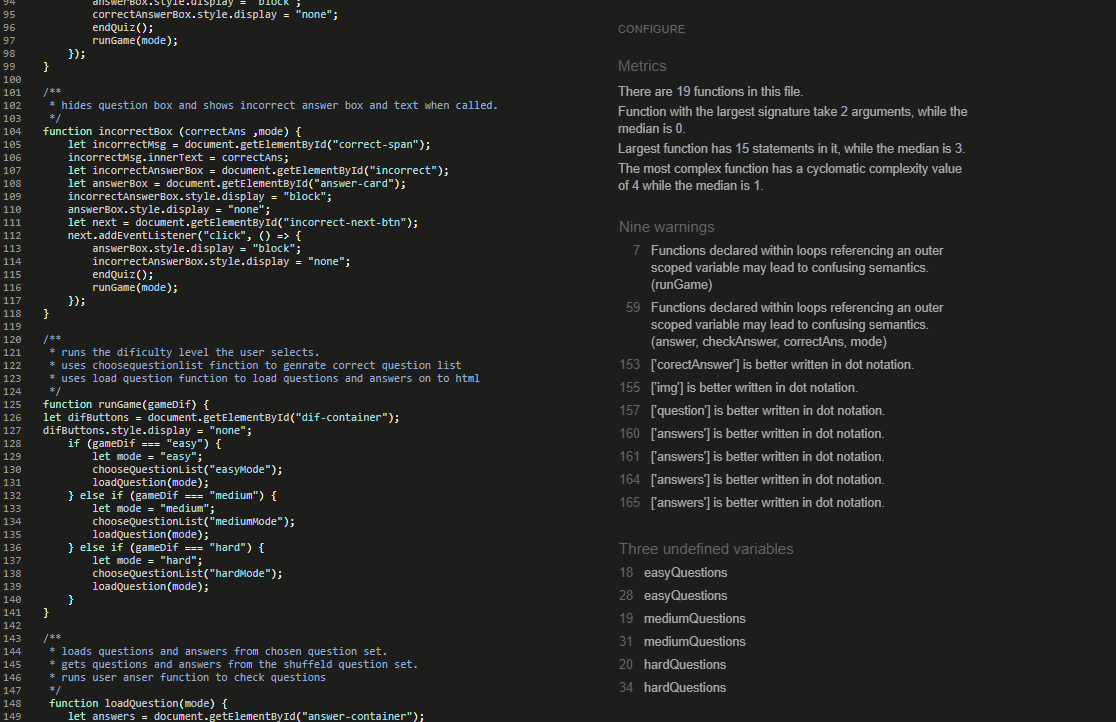 94 answerBox.style.display = "block";
95 correctAnswerBox.style.display = "none";
96 endQuiz();
97 runGame(mode);
98 });
99 }
100
101 /**
102 * hides question box and shows incorrect answer box and text when called.
103 */
104 function incorrectBox (correctAns ,mode) {
105 let incorrectMsg = document.getElementById("correct-span");
106 incorrectMsg.innerText = correctAns;
107 let incorrectAnswerBox = document.getElementById("incorrect");
108 let answerBox = document.getElementById("answer-card");
109 incorrectAnswerBox.style.display = "block";
110 answerBox.style.display = "none";
111 let next = document.getElementById("incorrect-next-btn");
112 next.addEventListener("click", () => {
113 answerBox.style.display = "block";
114 incorrectAnswerBox.style.display = "none";
115 endQuiz();
116 runGame(mode);
117 });
118 }
119
120 /**
121 * runs the dificulty level the user selects.
122 * uses choosequestionlist finction to genrate correct question list
123 * uses load question function to load questions and answers on to html
124 */
125 function runGame(gameDif) {
126 let difButtons = document.getElementById("dif-container");
127 difButtons.style.display = "none";
128 if (gameDif === "easy") {
129 let mode = "easy";
130 chooseQuestionList("easyMode");
131 loadQuestion(mode);
132 } else if (gameDif === "medium") {
133 let mode = "medium";
134 chooseQuestionList("mediumMode");
135 loadQuestion(mode);
136 } else if (gameDif === "hard") {
137 let mode = "hard";
138 chooseQuestionList("hardMode");
139 loadQuestion(mode);
140 }
141 }
142
143 /**
144 * loads questions and answers from chosen question set.
145 * gets questions and answers from the shuffeld question set.
146 * runs user anser function to check questions
147 */
148 function loadQuestion(mode) {
149 let answers = document.getElementById("answer-container");
CONFIGURE
Metrics
There are 19 functions in this file.
Function with the largest signature take 2 arguments, while the
median is 0.
Largest function has 15 statements in it, while the median is 3.
The most complex function has a cyclomatic complexity value
of 4 while the median is 1.
Nine warnings
7 Functions declared within loops referencing an outer
scoped variable may lead to confusing semantics.
(runGame)
59 Functions declared within loops referencing an outer
scoped variable may lead to confusing semantics.
(answer, checkAnswer, correctAns, mode)
153 ['corectAnswer'] is better written in dot notation.
155 ['img'] is better written in dot notation.
157 ['question'] is better written in dot notation.
160 ['answers'] is better written in dot notation.
161 ['answers'] is better written in dot notation.
164 ['answers'] is better written in dot notation.
165 ['answers'] is better written in dot notation.
Three undefined variables
18 easyQuestions
28 easyQuestions
19 mediumQuestions
31 mediumQuestions
20 hardQuestions
34 hardQuestions